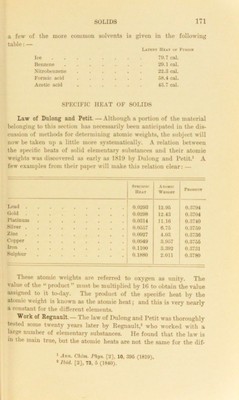 SOLIDS 171
a few of the more common solvents is given in the following
table: —
Latent Heat of Fusion
Ice . . . . . . . 79.7 cal.
Benzene . . . . . . 29.1 cal.
Nitrobenzene . . . . . 22.3 cal.
Formic acid . . . . . 58.4 cal.
Acetic acid . . . . . 43.7 cal.
SPECIFIC HEAT OF SOLIDS
Law of Dulong and Petit. — Although a portion of the material
belonging to this section has necessarily been anticipated in the dis-
cussion of methods for determining atomic weights, the subject will
now be taken up a little more systematically. A relation between
the specific heats of solid elementary substances and their atomic
weights was discovered as early as 1819 by Dulong and Petit.¹ A
few examples from their paper will make this relation clear: —
Specific Heat Atomic Weight Product
Lead 0.0293 12.95 0.3794
Gold 0.0298 12.43 0.3704
Platinum 0.0314 11.16 0.3740
Silver 0.0557 6.75 0.3759
Zinc 0.0927 4.03 0.3736
Copper 0.0949 3.957 0.3755
Iron 0.1100 3.392 0.3731
Sulphur 0.1880 2.011 0.3780
These atomic weights are referred to oxygen as unity. The
value of the “product” must be multiplied by 16 to obtain the value
assigned to it to-day. The product of the specific heat by the
atomic weight is known as the atomic heat; and this is very nearly
a constant for the different elements.
Work of Regnault. — The law of Dulong and Petit was thoroughly
tested some twenty years later by Regnault,² who worked with a
large number of elementary substances. He found that the law is
in the main true, but the atomic heats are not the same for the dif-
¹ Ann. Chim. Phys. [2], 10, 395 (1819).
² Ibid. [2], 73, 5 (1840).